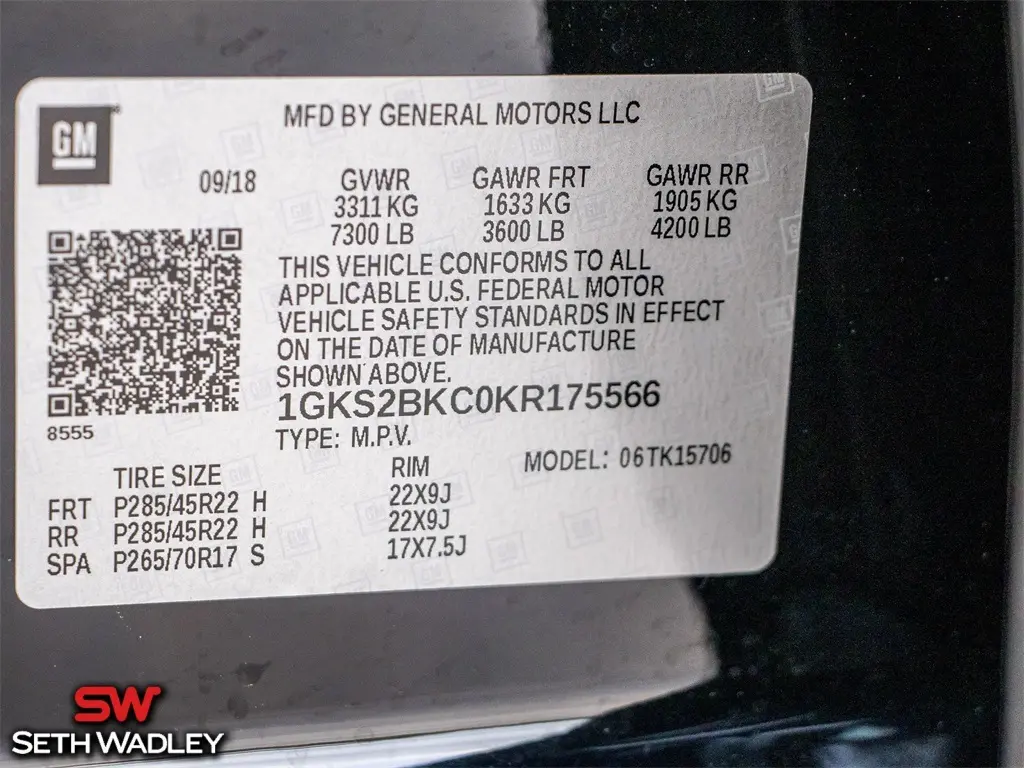 GM
MFD BY GENERAL MOTORS LLC
09/18 GVWR GAWR FRT GAWR RR
3311 KG 1633 KG 1905 KG
7300 LB 3600 LB 4200 LB
THIS VEHICLE CONFORMS TO ALL
APPLICABLE U.S. FEDERAL MOTOR
VEHICLE SAFETY STANDARDS IN EFFECT
ON THE DATE OF MANUFACTURE
SHOWN ABOVE.
1GKS2BKC0KR175566
8555
TYPE: M.P.V.
TIRE SIZE RIM MODEL: 06TK15706
FRT P285/45R22 H 22X9J
RR P285/45R22 H 22X9J
SPA P265/70R17 S 17X7.5J
SW
SETH WADLEY